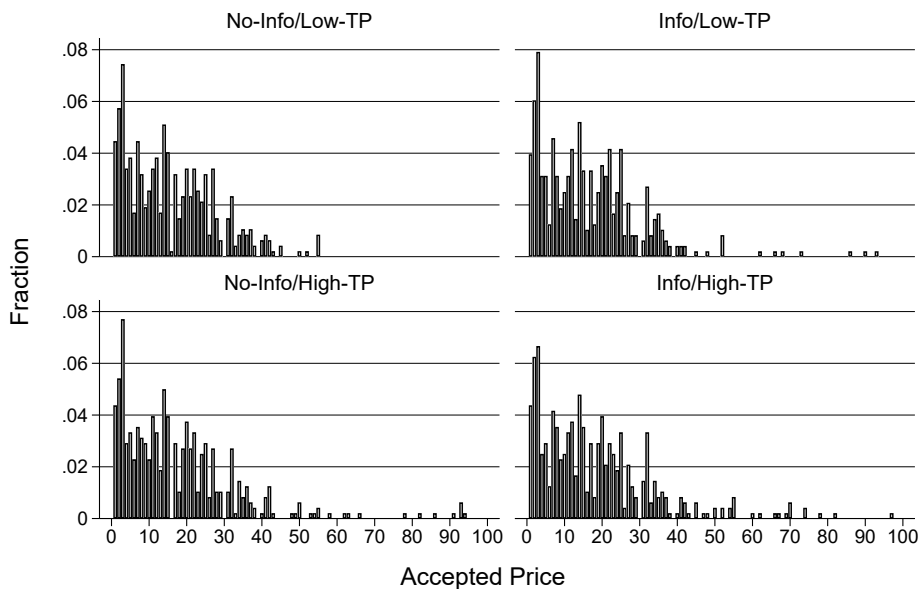 No-Info/Low-TP Info/Low-TP
.08
.06
.04
.02
0
No-Info/High-TP Info/High-TP
.08
.06
.04
.02
0
0 10 20 30 40 50 60 70 80 90 100 0 10 20 30 40 50 60 70 80 90 100
Fraction
Accepted Price